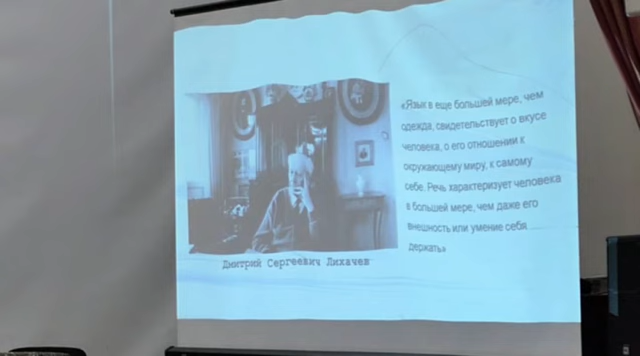 «Язык в еще большей мере, чем
одежда, свидетельствует о вкусе
человека, о его отношении к
окружающему миру, к самому
себе. Речь характеризует человека
в большей мере, чем даже его
внешность или умение себя
держать»
Дмитрий Сергеевич Лихачев